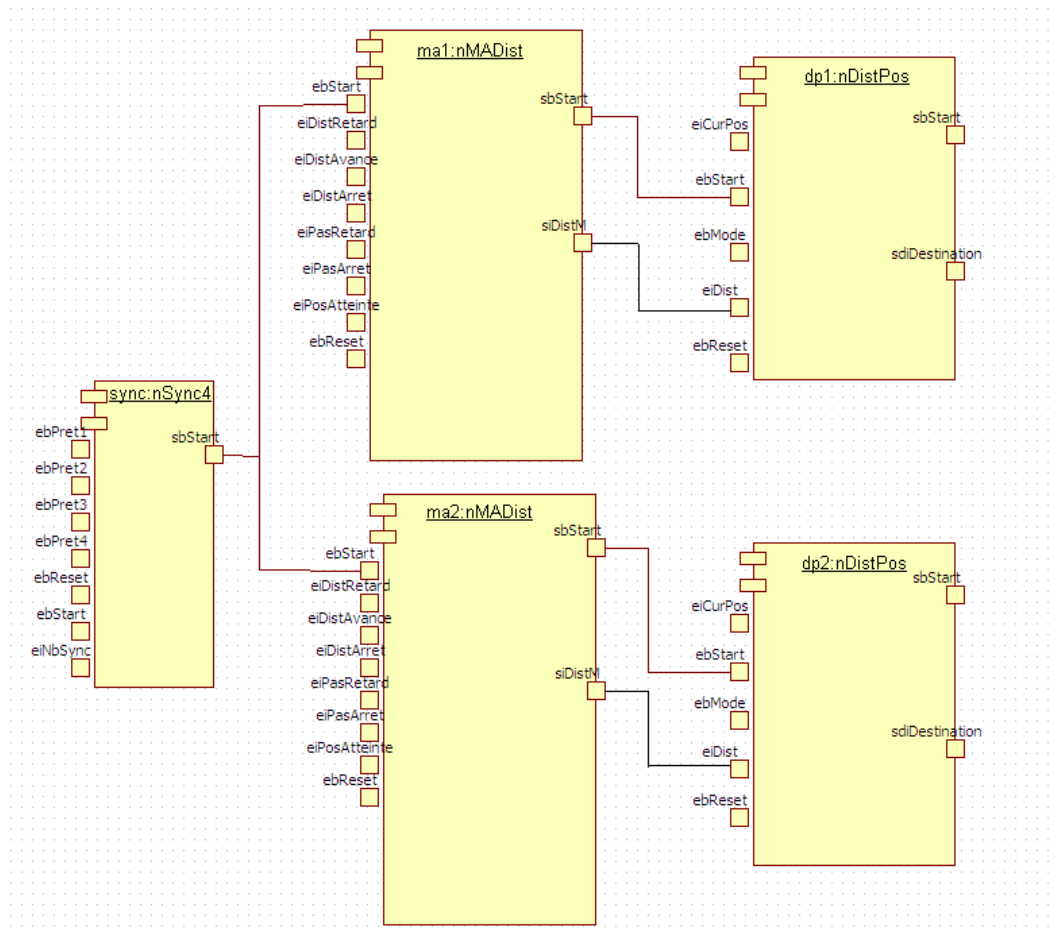 ma1:nMADist
ebStart
eiDistRetard
eiDistAvance
eiDistArret
eiPasRetard
eiPasArret
eiPosAtteinte
ebReset
sbStart
siDistM
dp1:nDistPos
eiCurPos
ebStart
ebMode
eiDist
ebReset
sbStart
sdiDestination
sync:nSync4
ebPret1
ebPret2
ebPret3
ebPret4
ebReset
ebStart
eiNbSync
sbStart
ma2:nMADist
ebStart
eiDistRetard
eiDistAvance
eiDistArret
eiPasRetard
eiPasArret
eiPosAtteinte
ebReset
sbStart
siDistM
dp2:nDistPos
eiCurPos
ebStart
ebMode
eiDist
ebReset
sbStart
sdiDestination